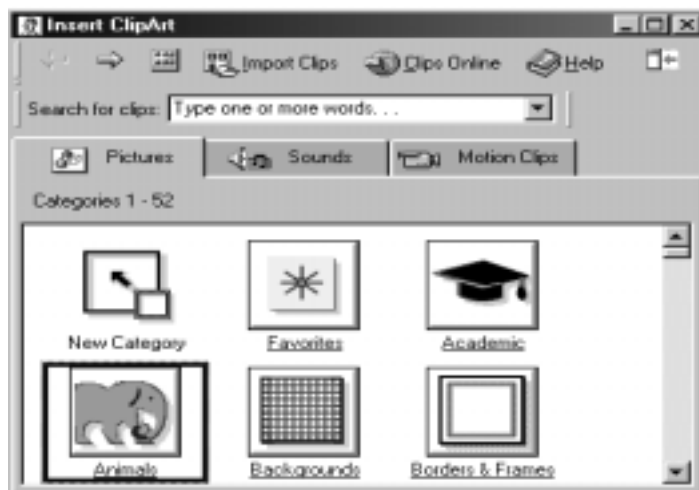 Insert ClipArt
Import Clips Clips Online Help
Search for clips: Type one or more words. . .
Pictures Sounds Motion Clips
Categories 1 - 52
New Category Favorites Academic
Animals Backgrounds Borders & Frames